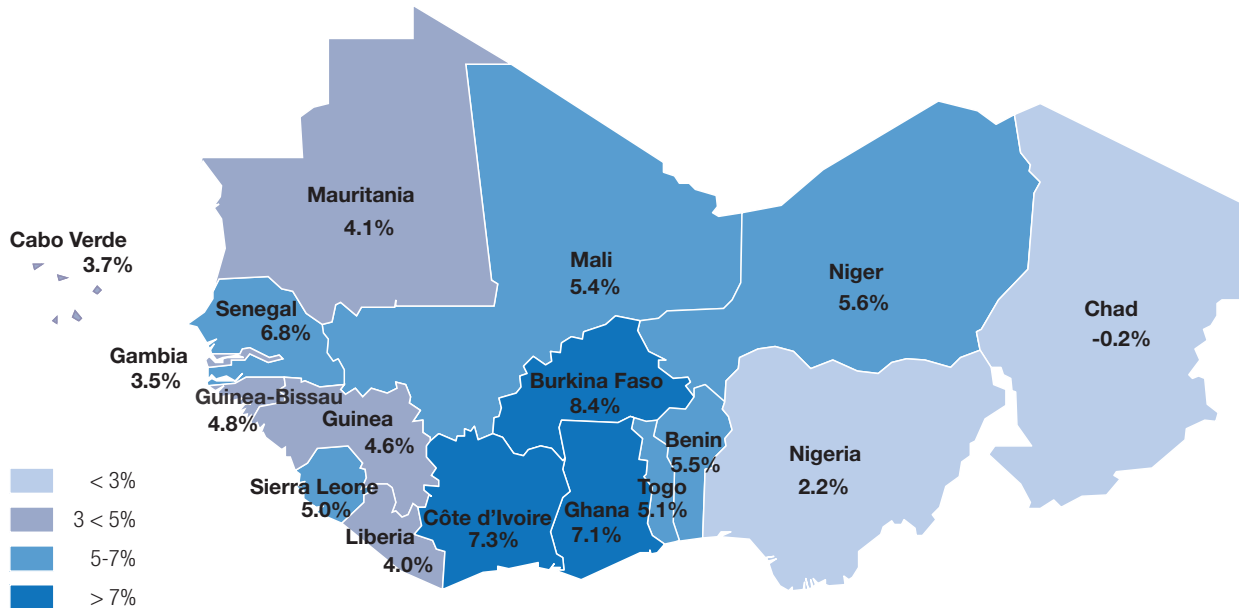 Mauritania
4.1%
Cabo Verde
3.7%
Mali
5.4%
Niger
5.6%
Chad
-0.2%
Senegal
6.8%
Gambia
3.5%
Guinea-Bissau
4.8%
Guinea
4.6%
Burkina Faso
8.4%
Benin
5.5%
Nigeria
2.2%
Sierra Leone
5.0%
Togo
5.1%
Ghana
7.1%
Côte d’Ivoire
7.3%
Liberia
4.0%
< 3%
3 < 5%
5-7%
> 7%